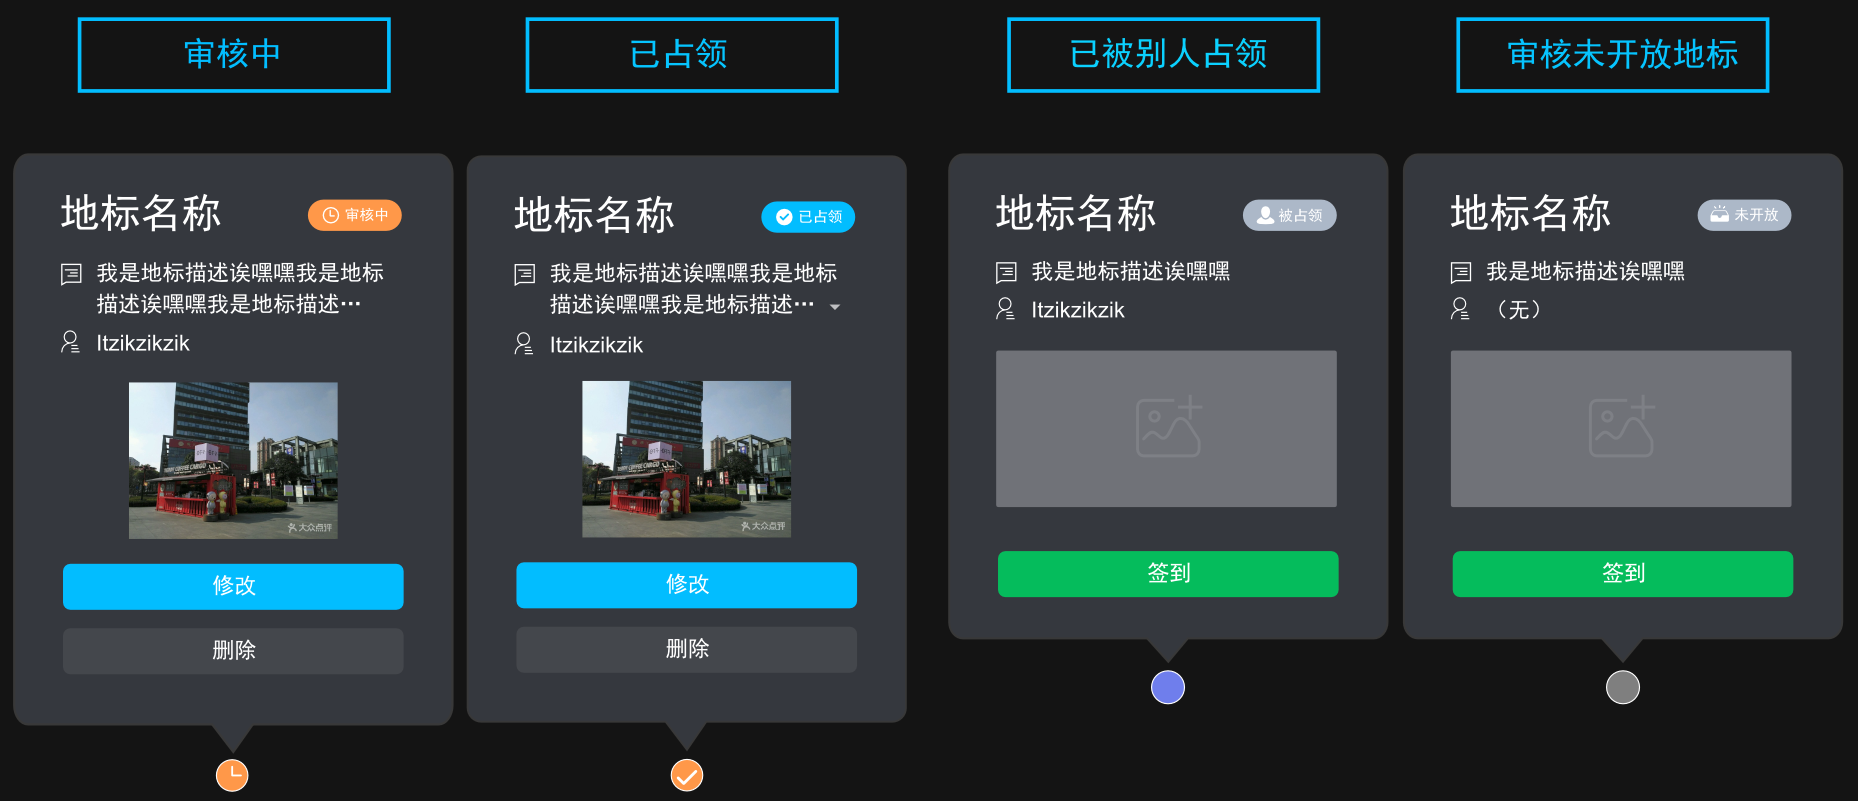 审核中
已占领
已被别人占领
审核未开放地标
地标名称
审核中
我是地标描述诶嘿嘿我是地标
描述诶嘿嘿我是地标描述···
Itzikzikzik
大众点评
修改
删除
地标名称
已占领
我是地标描述诶嘿嘿我是地标
描述诶嘿嘿我是地标描述···
Itzikzikzik
大众点评
修改
删除
地标名称
被占领
我是地标描述诶嘿嘿
Itzikzikzik
签到
地标名称
未开放
我是地标描述诶嘿嘿
（无）
签到